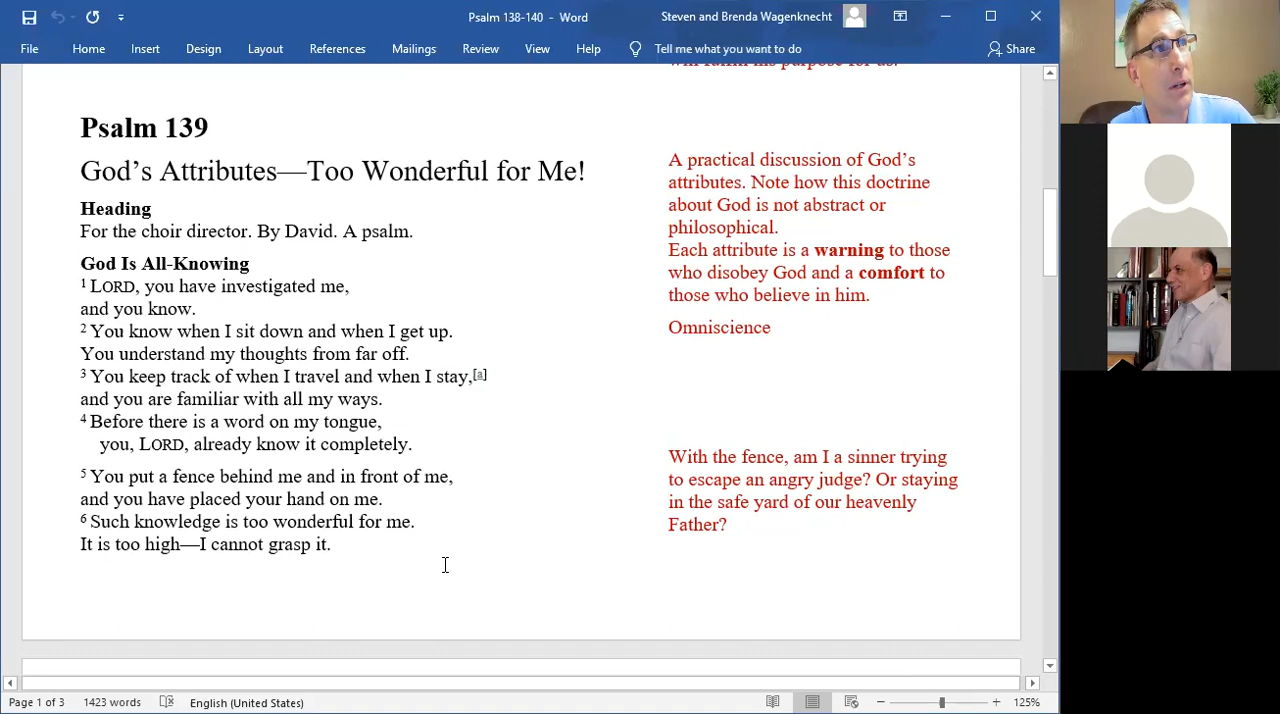 Psalm 138-140 - Word
Steven and Brenda Wagenknecht
File Home Insert Design Layout References Mailings Review View Help Tell me what you want to do Share
will fulfill his purpose for us.
Psalm 139
God’s Attributes—Too Wonderful for Me!
Heading
For the choir director. By David. A psalm.
God Is All-Knowing
1 LORD, you have investigated me,
and you know.
2 You know when I sit down and when I get up.
You understand my thoughts from far off.
3 You keep track of when I travel and when I stay,[a]
and you are familiar with all my ways.
4 Before there is a word on my tongue,
you, LORD, already know it completely.
5 You put a fence behind me and in front of me,
and you have placed your hand on me.
6 Such knowledge is too wonderful for me.
It is too high—I cannot grasp it.
A practical discussion of God’s
attributes. Note how this doctrine
about God is not abstract or
philosophical.
Each attribute is a warning to those
who disobey God and a comfort to
those who believe in him.
Omniscience
With the fence, am I a sinner trying
to escape an angry judge? Or staying
in the safe yard of our heavenly
Father?
Page 1 of 3 1423 words English (United States) 125%